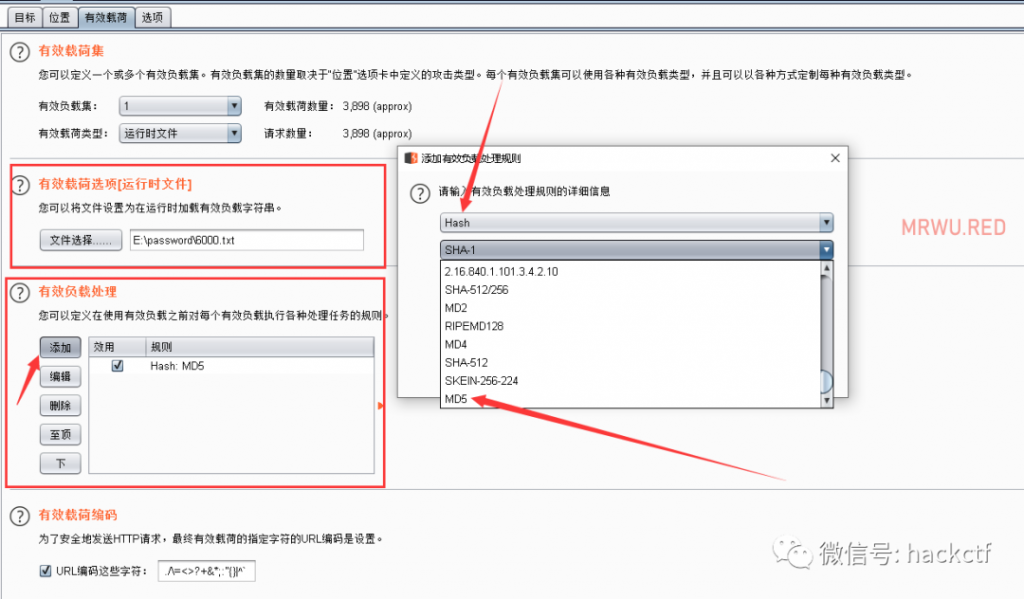 目标 位置 有效载荷 选项
有效载荷集
您可以定义一个或多个有效负载集。有效负载集的数量取决于"位置"选项卡中定义的攻击类型。每个有效负载集可以使用各种有效负载类型，并且可以以各种方式定制每种有效负载类型。
有效负载集： 1 有效载荷数量： 3,898 (approx)
有效载荷类型： 运行时文件 请求数量： 3,898 (approx)
有效载荷选项[运行时文件]
您可以将文件设置为在运行时加载有效负载字符串。
文件选择...... E:\password\6000.txt
有效负载处理
您可以定义在使用有效负载之前对每个有效负载执行各种处理任务的规则。
添加 效用 规则
Hash: MD5
编辑
删除
至顶
下
添加有效负载处理规则
请输入有效负载处理规则的详细信息
Hash
SHA-1
2.16.840.1.101.3.4.2.10
SHA-512/256
MD2
RIPEMD128
MD4
SHA-512
SKEIN-256-224
MD5
MRWU.RED
有效载荷编码
为了安全地发送HTTP请求，最终有效载荷的指定字符的URL编码是设置。
URL编码这些字符： ./\=<>?+&*;:"{}|^`
微信号: hackctf